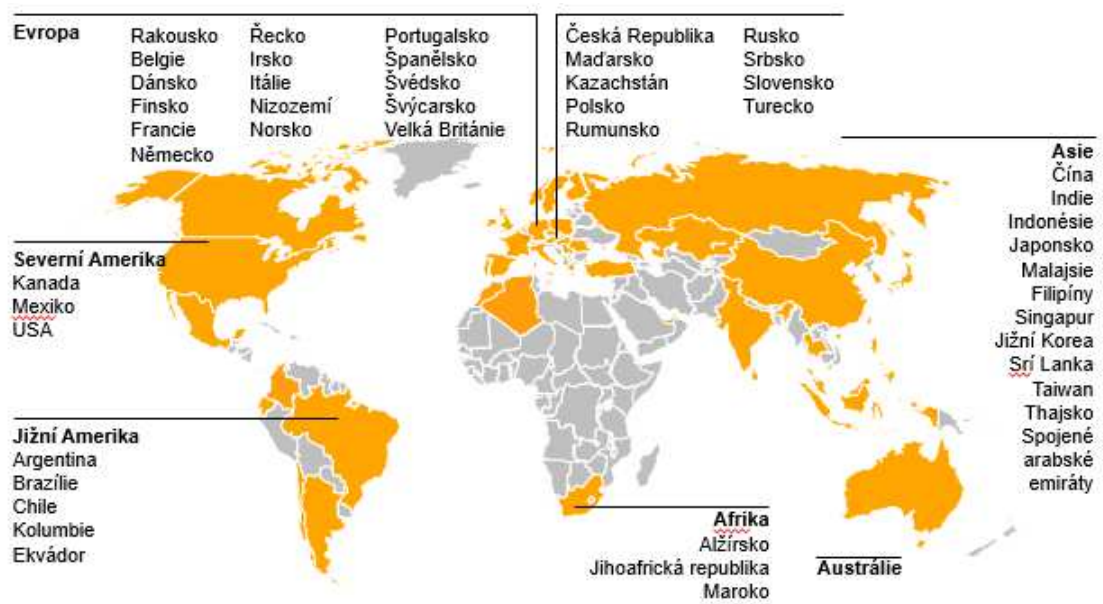 Evropa
Rakousko
Belgie
Dánsko
Finsko
Francie
Německo
Řecko
Irsko
Itálie
Nizozemí
Norsko
Portugalsko
Španělsko
Švédsko
Švýcarsko
Velká Británie
Česká Republika
Maďarsko
Kazachstán
Polsko
Rumunsko
Rusko
Srbsko
Slovensko
Turecko
Asie
Čína
Indie
Indonésie
Japonsko
Malajsie
Filipíny
Singapur
Jižní Korea
Srí Lanka
Taiwan
Thajsko
Spojené
arabské
emiráty
Severní Amerika
Kanada
Mexiko
USA
Jižní Amerika
Argentina
Brazílie
Chile
Kolumbie
Ekvádor
Afrika
Alžírsko
Jihoafrická republika
Maroko
Austrálie